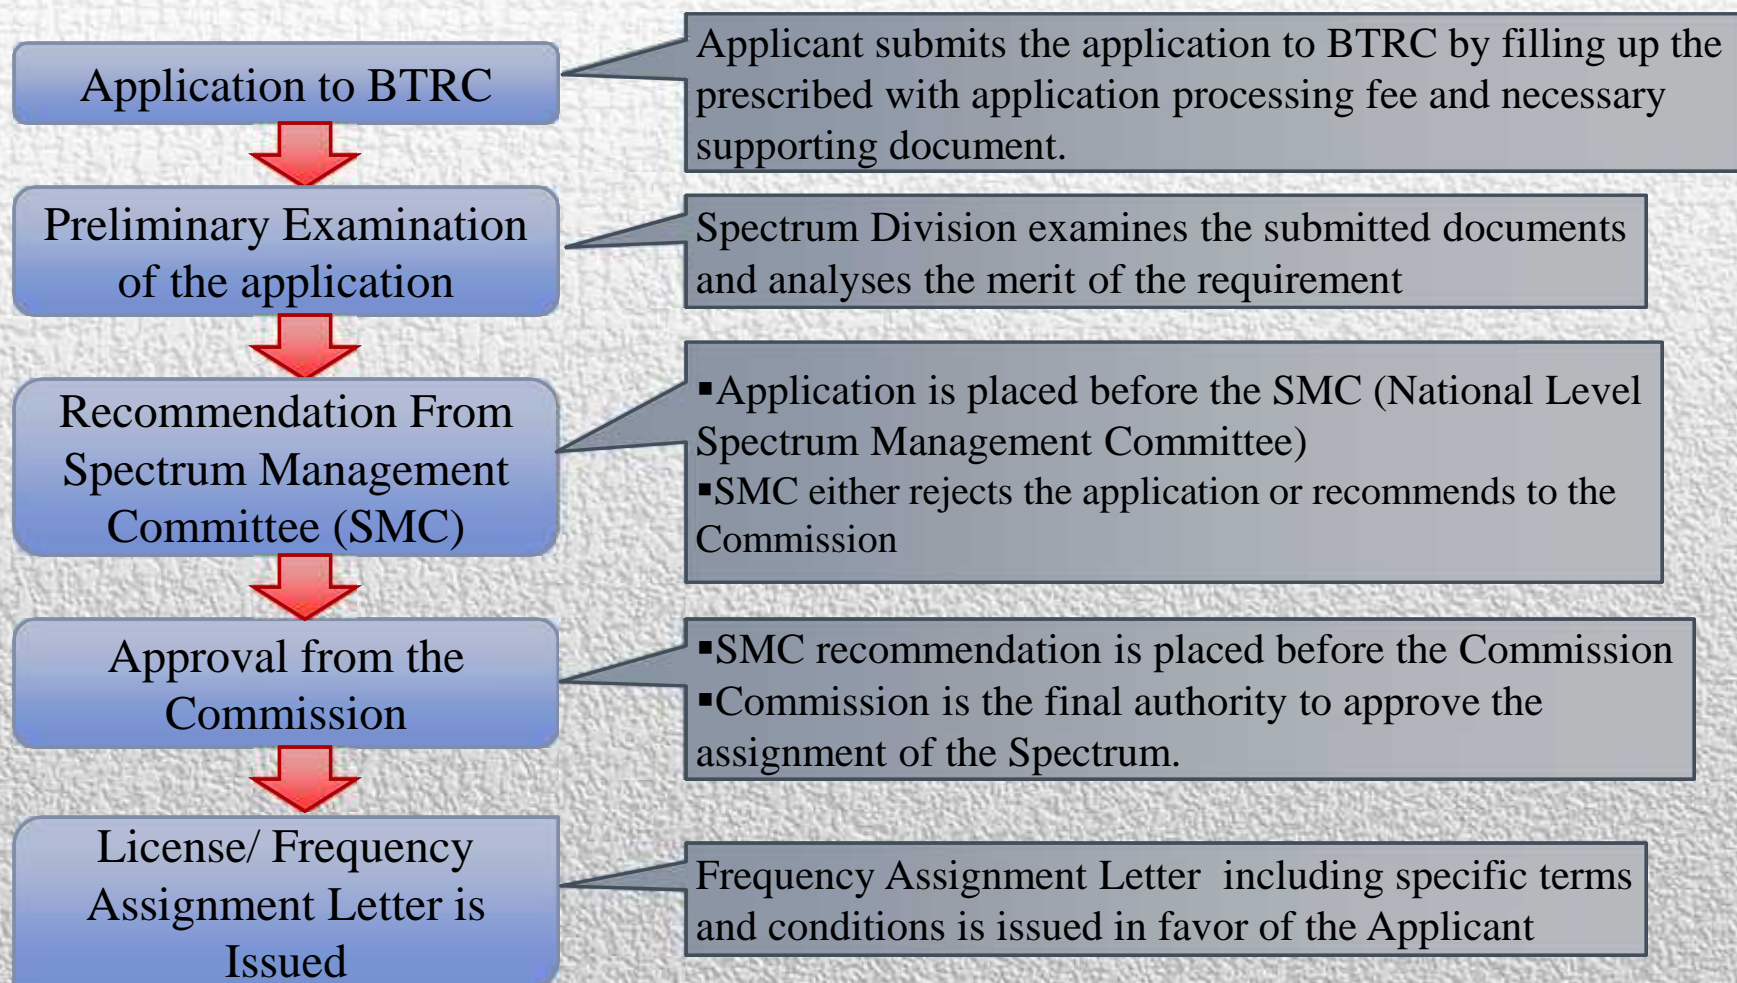 Application to BTRC
Applicant submits the application to BTRC by filling up the
prescribed with application processing fee and necessary
supporting document.
Preliminary Examination
of the application
Spectrum Division examines the submitted documents
and analyses the merit of the requirement
Recommendation From
Spectrum Management
Committee (SMC)
▪Application is placed before the SMC (National Level
Spectrum Management Committee)
▪SMC either rejects the application or recommends to the
Commission
Approval from the
Commission
▪SMC recommendation is placed before the Commission
▪Commission is the final authority to approve the
assignment of the Spectrum.
License/ Frequency
Assignment Letter is
Issued
Frequency Assignment Letter including specific terms
and conditions is issued in favor of the Applicant